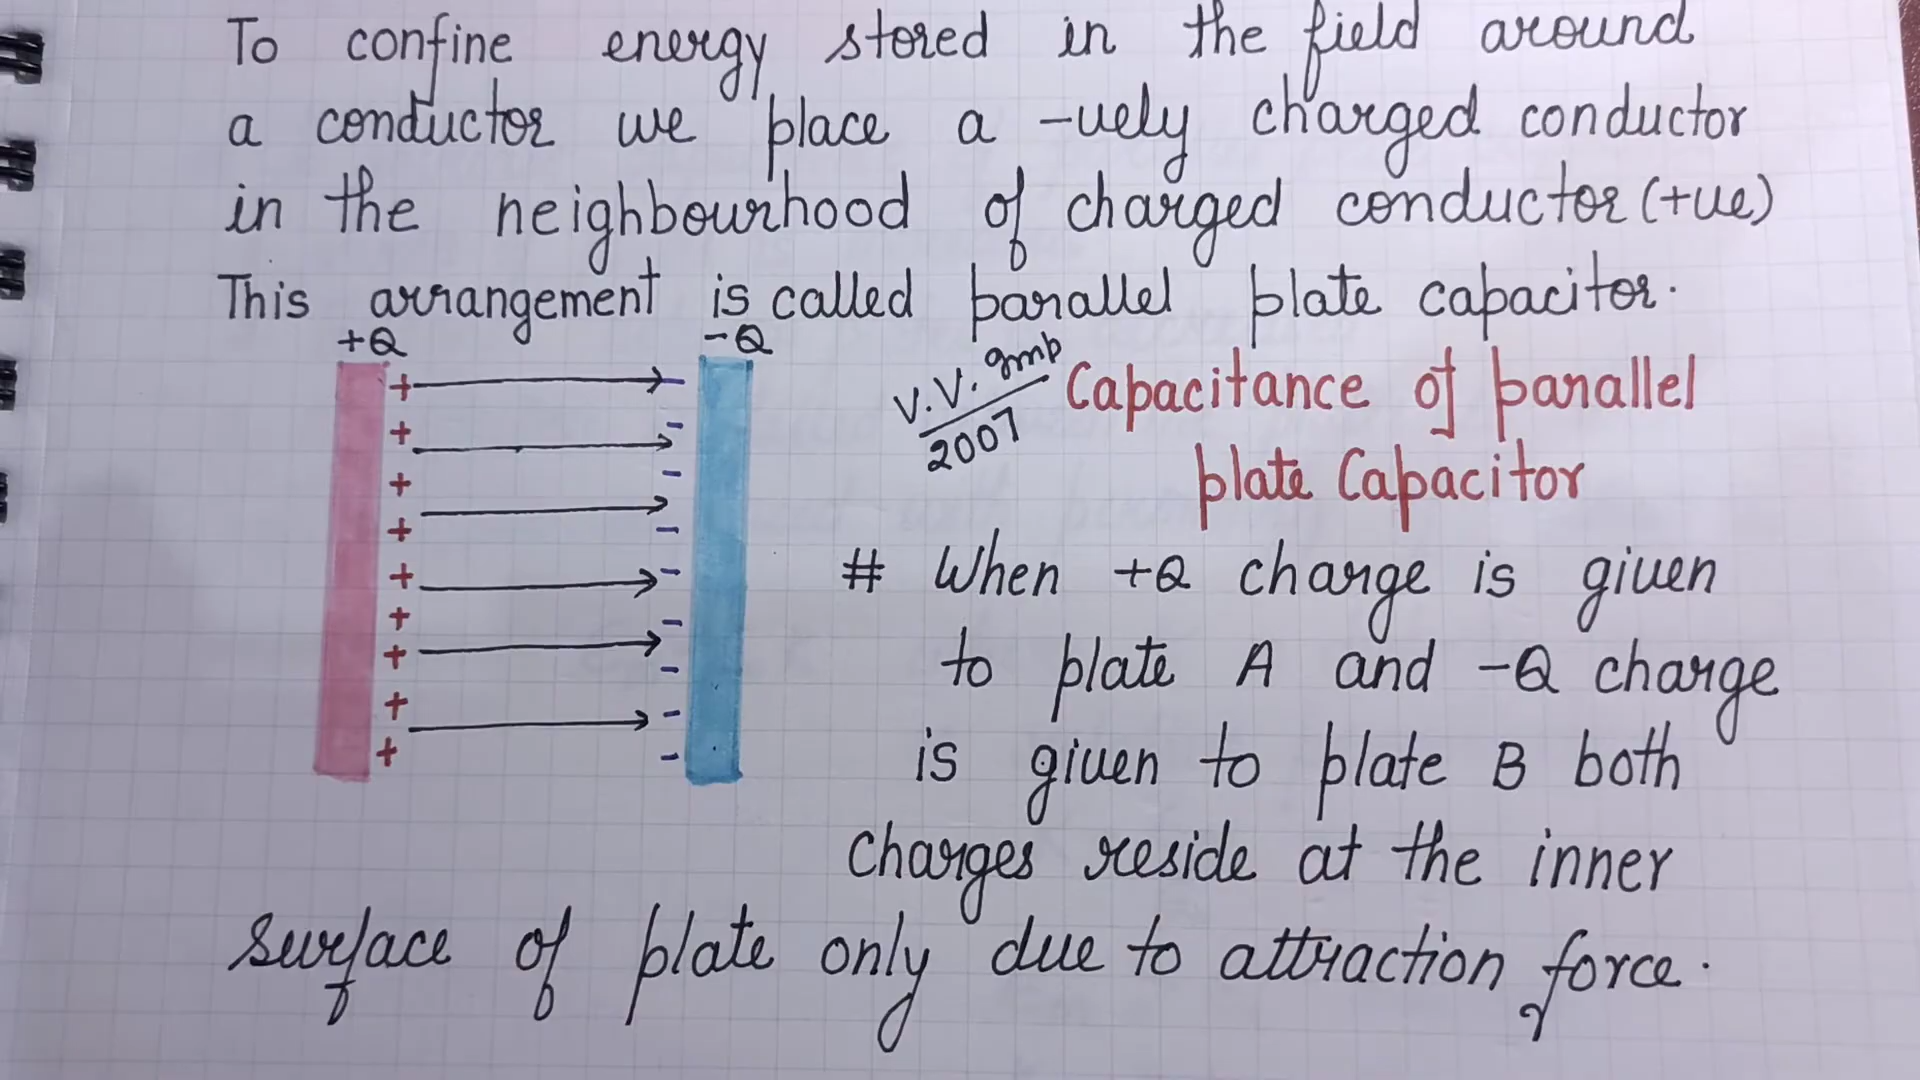 To confine energy stored in the field around
a conductor we place a -vely charged conductor
in the neighbourhood of charged conductor (+ve)
This arrangement is called parallel plate capacitor.
+Q
-Q
V.V. Imp
2007
Capacitance of parallel
plate Capacitor
# When +Q charge is given
to plate A and -Q charge
is given to plate B both
charges reside at the inner
surface of plate only due to attraction force.